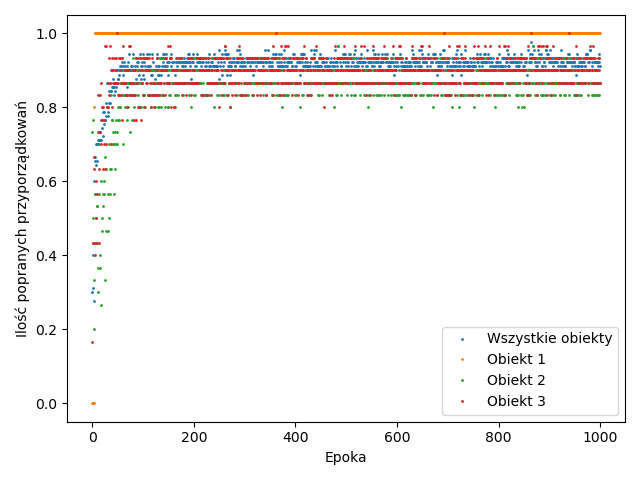 1.0
0.8
0.6
0.4
0.2
0.0
Ilość popranych przyporządkowań
0
200
400
600
800
1000
Epoka
Wszystkie obiekty
Obiekt 1
Obiekt 2
Obiekt 3